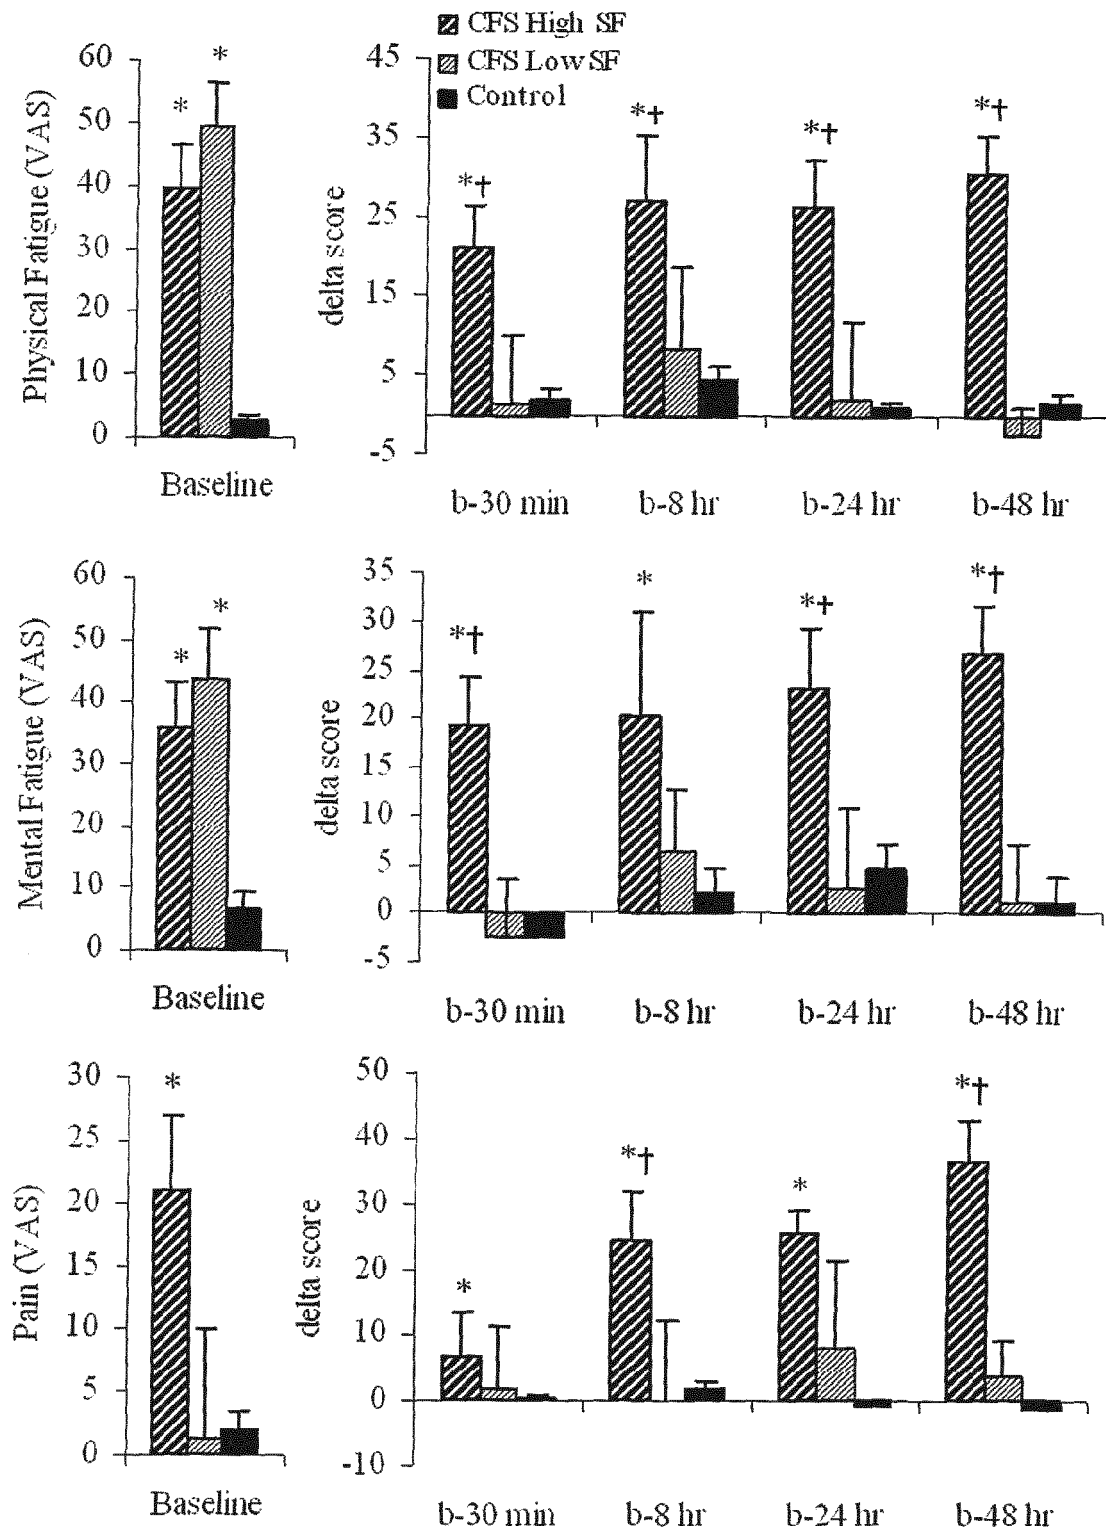 CFS High SF
CFS Low SF
Control
Physical Fatigue (VAS)
60
50
40
30
20
10
0
* *
Baseline
delta score
45
35
25
15
5
-5
*† *† *† *†
b-30 min b-8 hr b-24 hr b-48 hr
Mental Fatigue (VAS)
60
50
40
30
20
10
0
* *
Baseline
delta score
35
30
25
20
15
10
5
0
-5
*† * *† *†
b-30 min b-8 hr b-24 hr b-48 hr
Pain (VAS)
30
25
20
15
10
5
0
*
Baseline
delta score
50
40
30
20
10
0
-10
* *† * *†
b-30 min b-8 hr b-24 hr b-48 hr